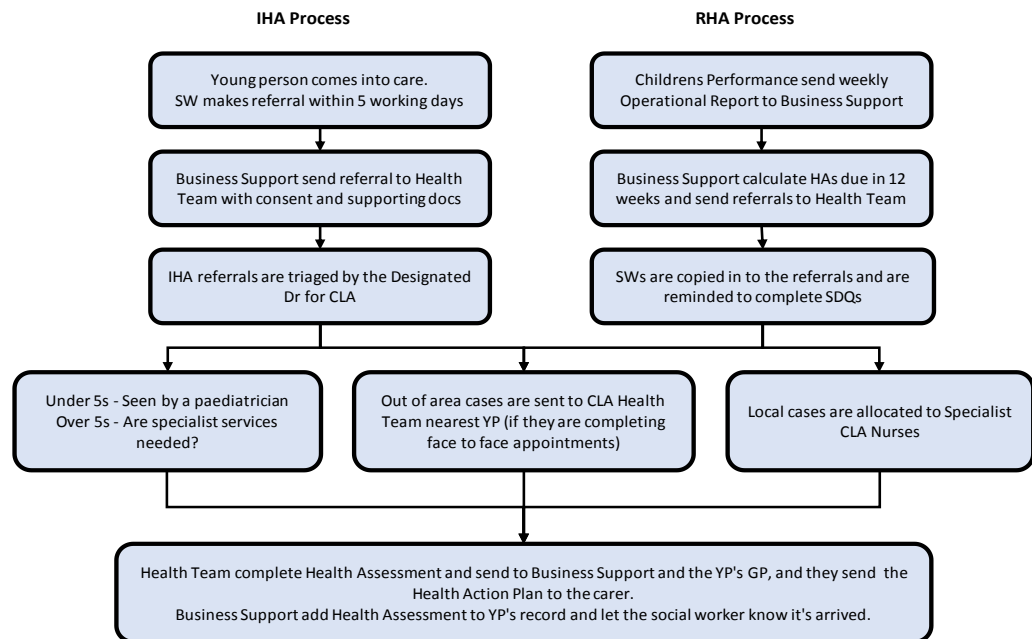 IHA Process
RHA Process
Young person comes into care.
SW makes referral within 5 working days
Childrens Performance send weekly
Operational Report to Business Support
Business Support send referral to Health
Team with consent and supporting docs
Business Support calculate HAs due in 12
weeks and send referrals to Health Team
IHA referrals are triaged by the Designated
Dr for CLA
SWs are copied in to the referrals and are
reminded to complete SDQs
Under 5s - Seen by a paediatrician
Over 5s - Are specialist services
needed?
Out of area cases are sent to CLA Health
Team nearest YP (if they are completing
face to face appointments)
Local cases are allocated to Specialist
CLA Nurses
Health Team complete Health Assessment and send to Business Support and the YP's GP, and they send the
Health Action Plan to the carer.
Business Support add Health Assessment to YP's record and let the social worker know it's arrived.